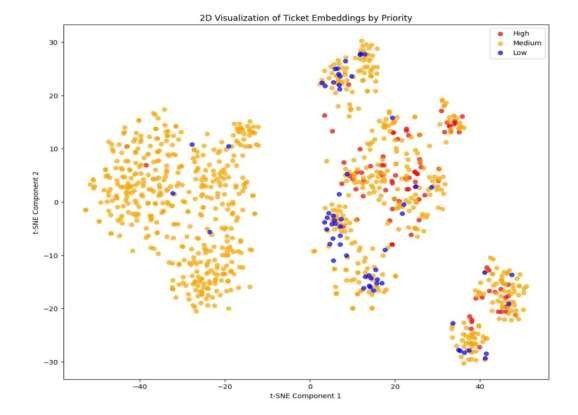 2D Visualization of Ticket Embeddings by Priority
High
Medium
Low
30
20
10
0
−10
−20
−30
t-SNE Component 2
−40
−20
0
20
40
t-SNE Component 1